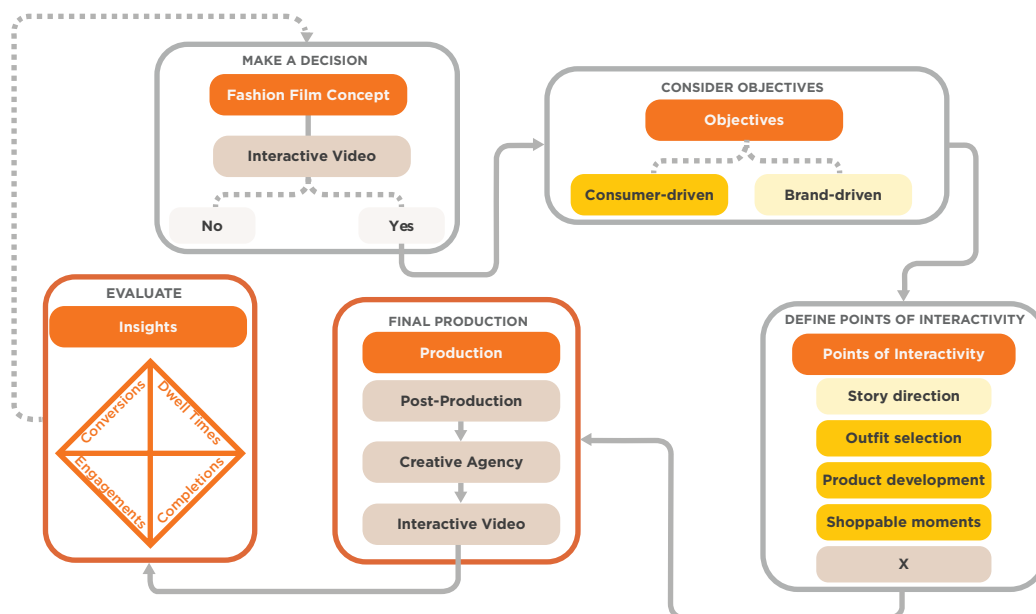 MAKE A DECISION
Fashion Film Concept
Interactive Video
No
Yes
CONSIDER OBJECTIVES
Objectives
Consumer-driven
Brand-driven
DEFINE POINTS OF INTERACTIVITY
Points of Interactivity
Story direction
Outfit selection
Product development
Shoppable moments
X
FINAL PRODUCTION
Production
Post-Production
Creative Agency
Interactive Video
EVALUATE
Insights
Conversions
Dwell Times
Engagements
Completions